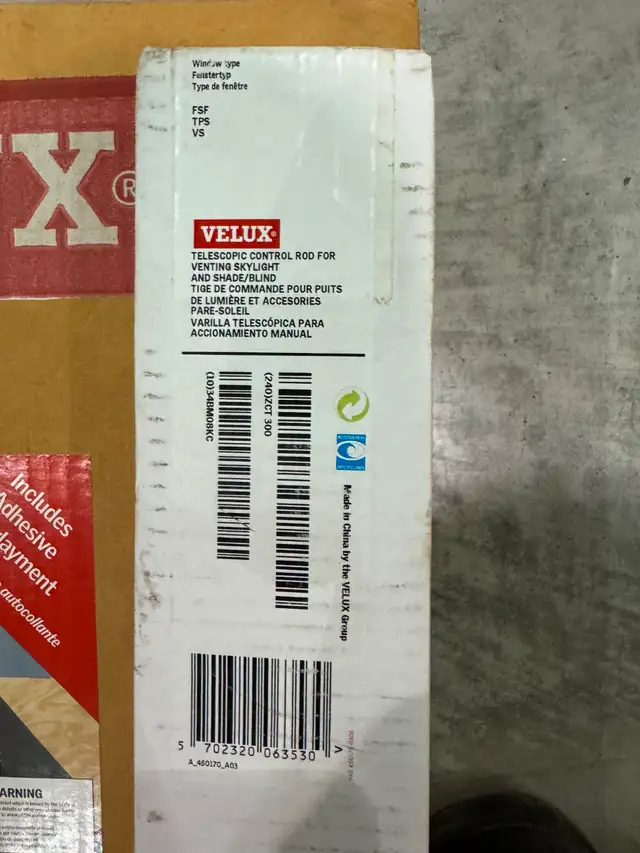 Window type
Fenstertyp
Type de fenêtre
FSF
TPS
VS
X®
VELUX®
TELESCOPIC CONTROL ROD FOR
VENTING SKYLIGHT
AND SHADE/BLIND
TIGE DE COMMANDE POUR PUITS
DE LUMIÈRE ET ACCESORIES
PARE-SOLEIL
VARILLA TELESCÓPICA PARA
ACCIONAMIENTO MANUAL
(240)ZCT 300
(10)34BM08KC
Made in China by the VELUX Group
Includes
Adhesive
layment
autocollante
5 702320 063530 >
A_450170_A03
ARNING